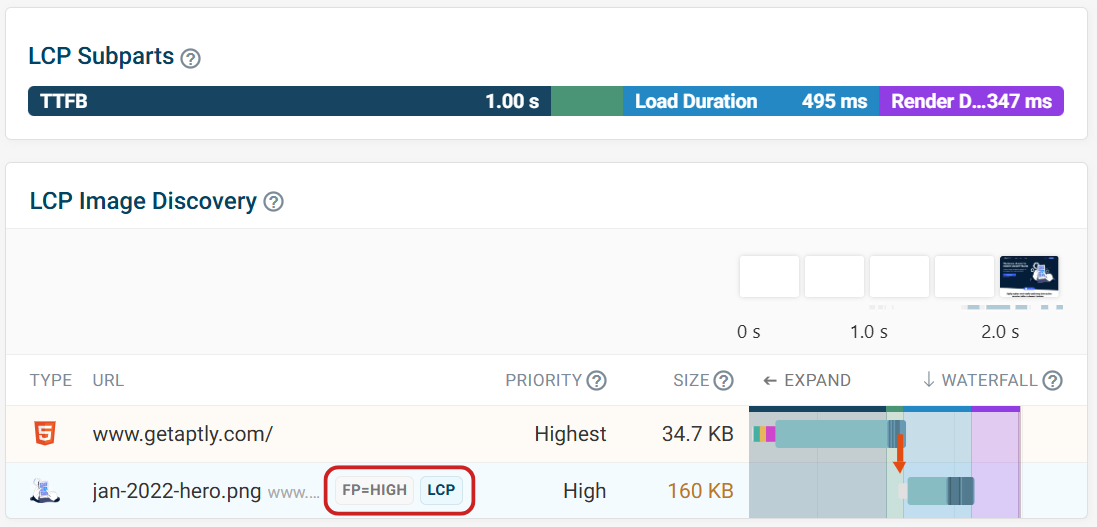 LCP Subparts ?
TTFB 1.00 s Load Duration 495 ms Render D...347 ms
LCP Image Discovery ?
0 s 1.0 s 2.0 s
TYPE URL PRIORITY ? SIZE ? ← EXPAND ↓ WATERFALL ?
www.getaptly.com/ Highest 34.7 KB
jan-2022-hero.png www.... FP=HIGH LCP High 160 KB